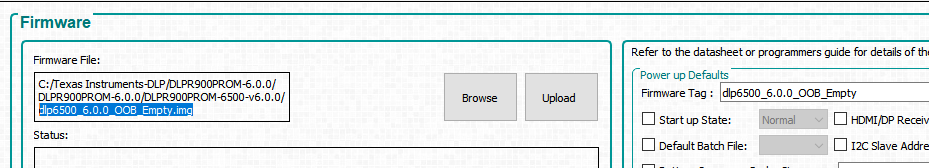 Firmware
Firmware File:
C:/Texas Instruments-DLP/DLPR900PROM-6.0.0/
DLPR900PROM-6.0.0/DLPR900PROM-6500-v6.0.0/
dlp6500_6.0.0_OOB_Empty.img
Browse
Upload
Status:
Refer to the datasheet or programmers guide for details of the
Power up Defaults
Firmware Tag : dlp6500_6.0.0_OOB_Empty
Start up State: Normal HDMI/DP Receiv
Default Batch File: I2C Slave Addre